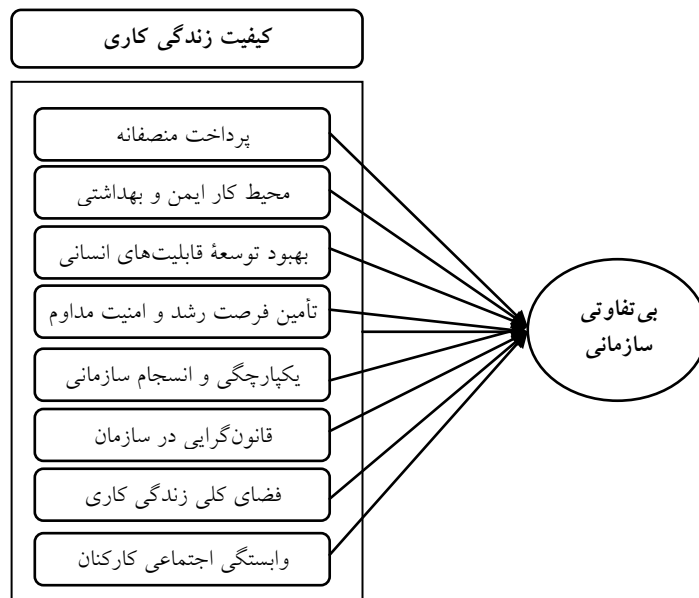 کیفیت زندگی کاری
پرداخت منصفانه
محیط کار ایمن و بهداشتی
بهبود توسعۀ قابلیت‌های انسانی
تأمین فرصت رشد و امنیت مداوم
یکپارچگی و انسجام سازمانی
قانون‌گرایی در سازمان
فضای کلی زندگی کاری
وابستگی اجتماعی کارکنان
بی‌تفاوتی
سازمانی